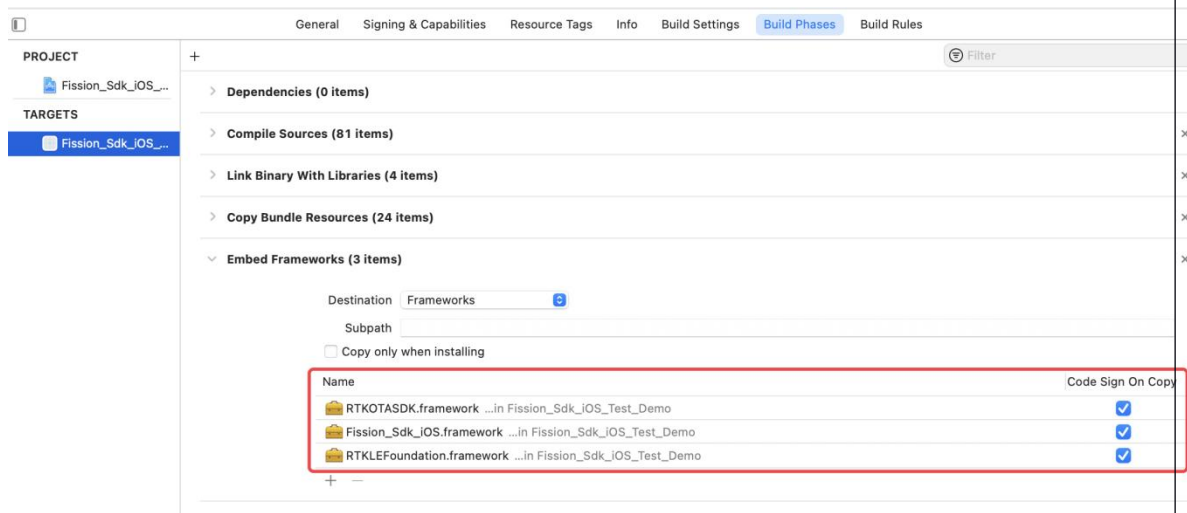 General Signing & Capabilities Resource Tags Info Build Settings Build Phases Build Rules
PROJECT
+
Filter
Fission_Sdk_iOS_...
TARGETS
Fission_Sdk_iOS_...
Dependencies (0 items)
Compile Sources (81 items)
Link Binary With Libraries (4 items)
Copy Bundle Resources (24 items)
Embed Frameworks (3 items)
Destination Frameworks
Subpath
Copy only when installing
Name Code Sign On Copy
RTKOTASDK.framework ...in Fission_Sdk_iOS_Test_Demo
Fission_Sdk_iOS.framework ...in Fission_Sdk_iOS_Test_Demo
RTKLEFoundation.framework ...in Fission_Sdk_iOS_Test_Demo
+ —